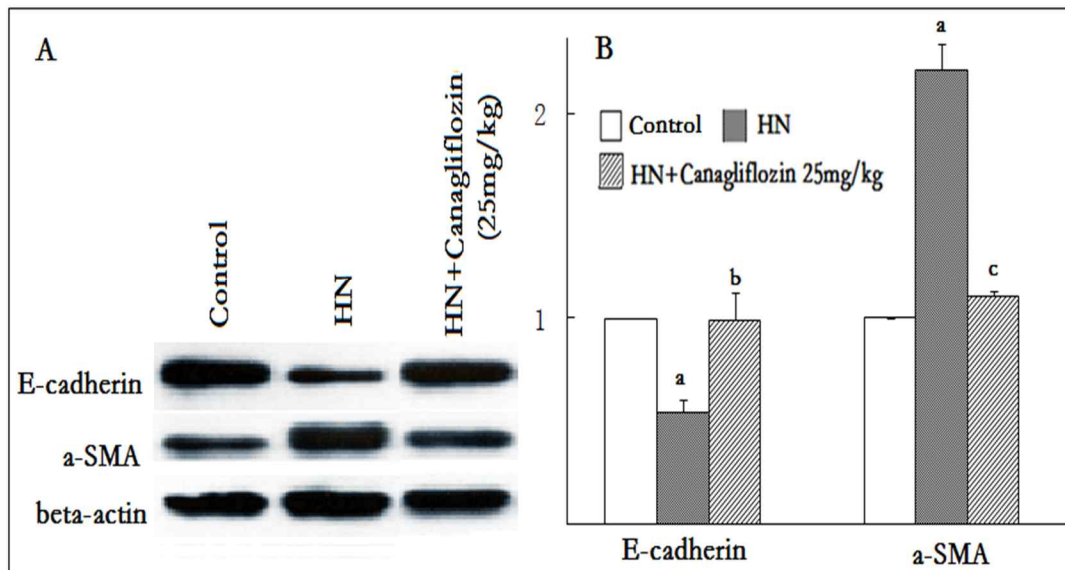 A
Control
HN
HN+Canagliflozin
(25mg/kg)
E-cadherin
a-SMA
beta-actin
B
2
1
Control
HN
HN+Canagliflozin 25mg/kg
a
b
a
c
E-cadherin
a-SMA